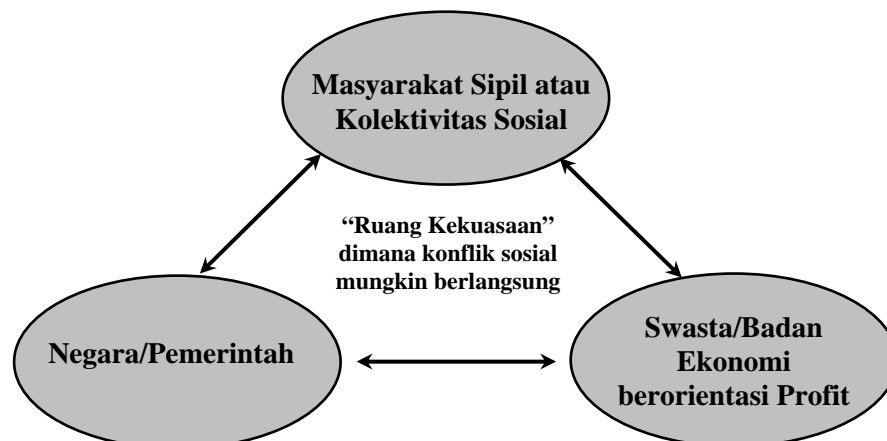 Masyarakat Sipil atau
Kolektivitas Sosial
“Ruang Kekuasaan”
dimana konflik sosial
mungkin berlangsung
Negara/Pemerintah
Swasta/Badan
Ekonomi
berorientasi Profit